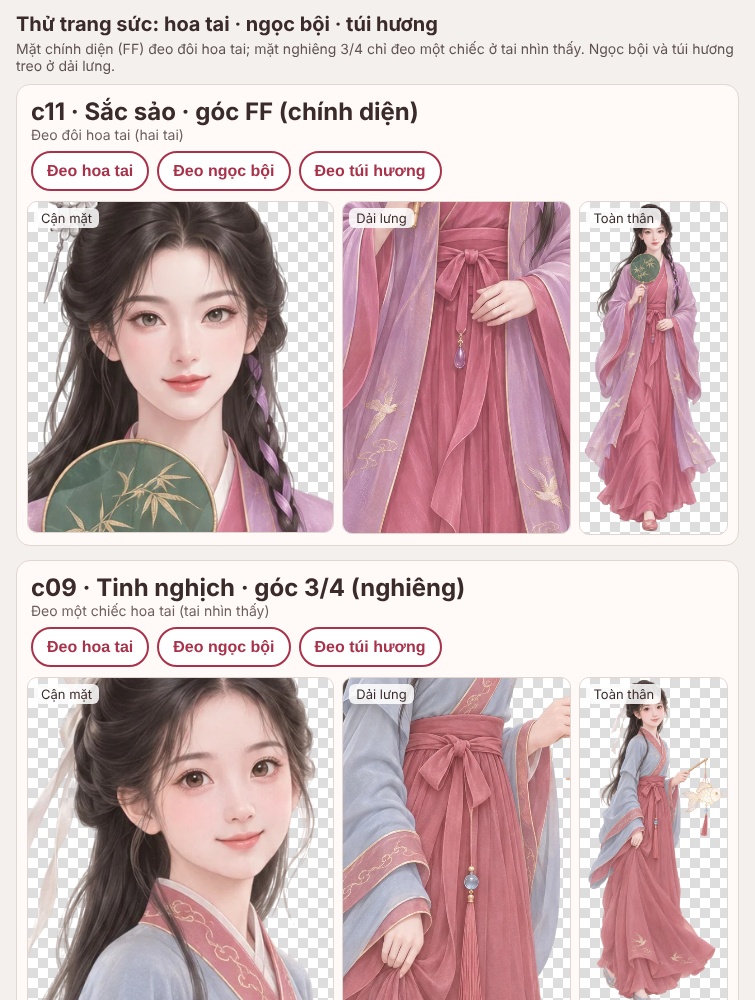 Thử trang sức: hoa tai · ngọc bội · túi hương
Mặt chính diện (FF) đeo đôi hoa tai; mặt nghiêng 3/4 chỉ đeo một chiếc ở tai nhìn thấy. Ngọc bội và túi hương
treo ở dải lưng.
c11 · Sắc sảo · góc FF (chính diện)
Đeo đôi hoa tai (hai tai)
Đeo hoa tai
Đeo ngọc bội
Đeo túi hương
Cận mặt
Dải lưng
Toàn thân
c09 · Tinh nghịch · góc 3/4 (nghiêng)
Đeo một chiếc hoa tai (tai nhìn thấy)
Đeo hoa tai
Đeo ngọc bội
Đeo túi hương
Cận mặt
Dải lưng
Toàn thân